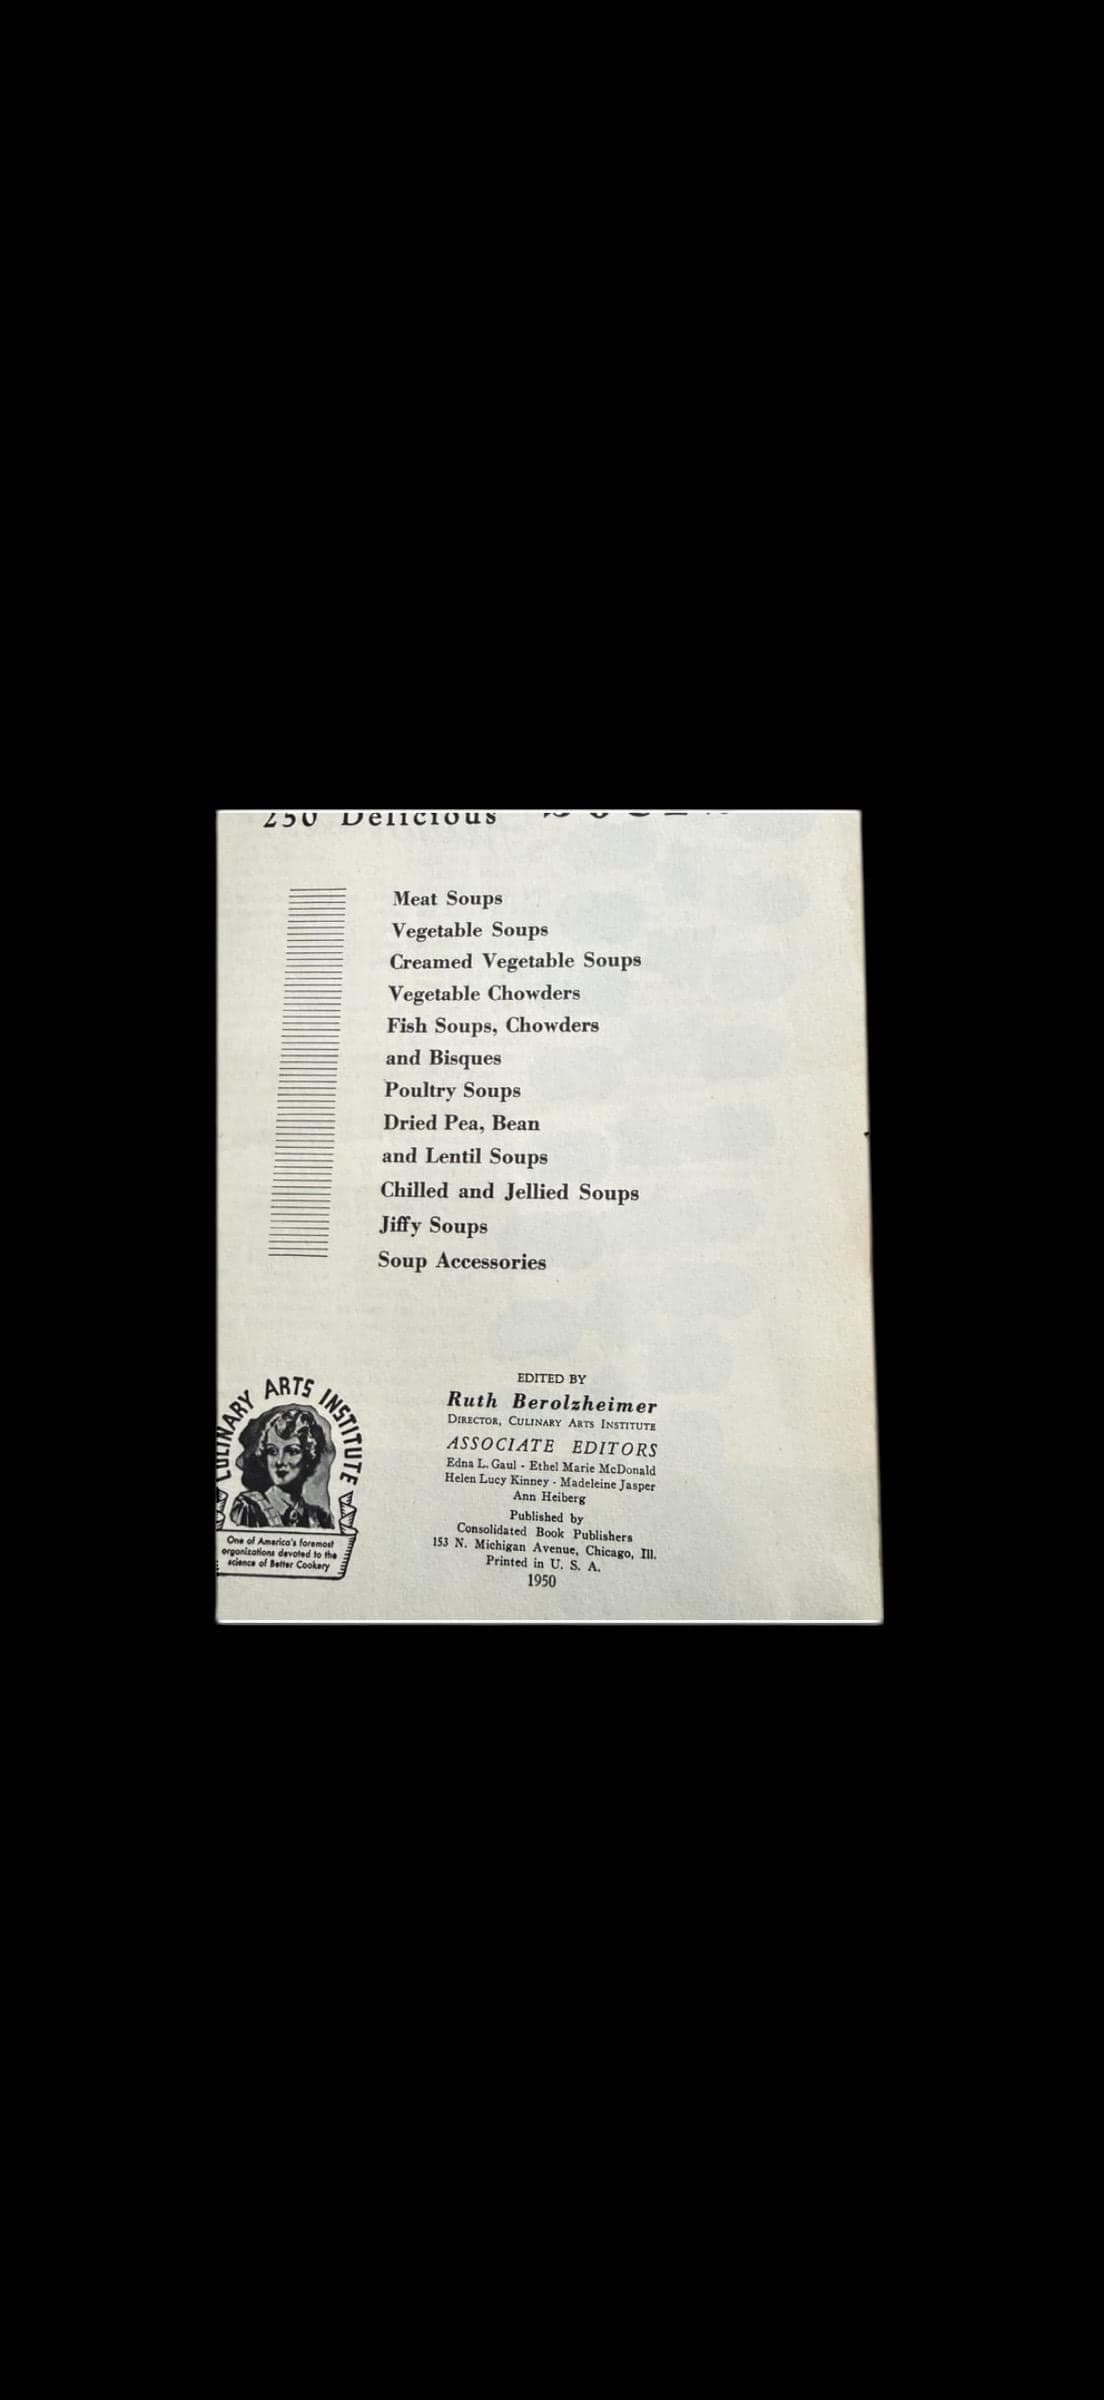 250 Delicious
Meat Soups
Vegetable Soups
Creamed Vegetable Soups
Vegetable Chowders
Fish Soups, Chowders
and Bisques
Poultry Soups
Dried Pea, Bean
and Lentil Soups
Chilled and Jellied Soups
Jiffy Soups
Soup Accessories
CULINARY ARTS INSTITUTE
One of America's foremost
organizations devoted to the
science of Better Cookery
EDITED BY
Ruth Berolzheimer
DIRECTOR, CULINARY ARTS INSTITUTE
ASSOCIATE EDITORS
Edna L. Gaul - Ethel Marie McDonald
Helen Lucy Kinney - Madeleine Jasper
Ann Heiberg
Published by
Consolidated Book Publishers
153 N. Michigan Avenue, Chicago, Ill.
Printed in U. S. A.
1950